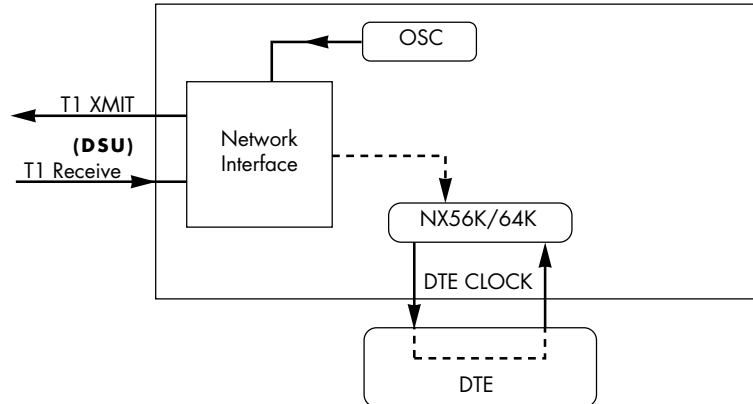 OSC
T1 XMIT
(DSU)
T1 Receive
Network
Interface
NX56K/64K
DTE CLOCK
DTE